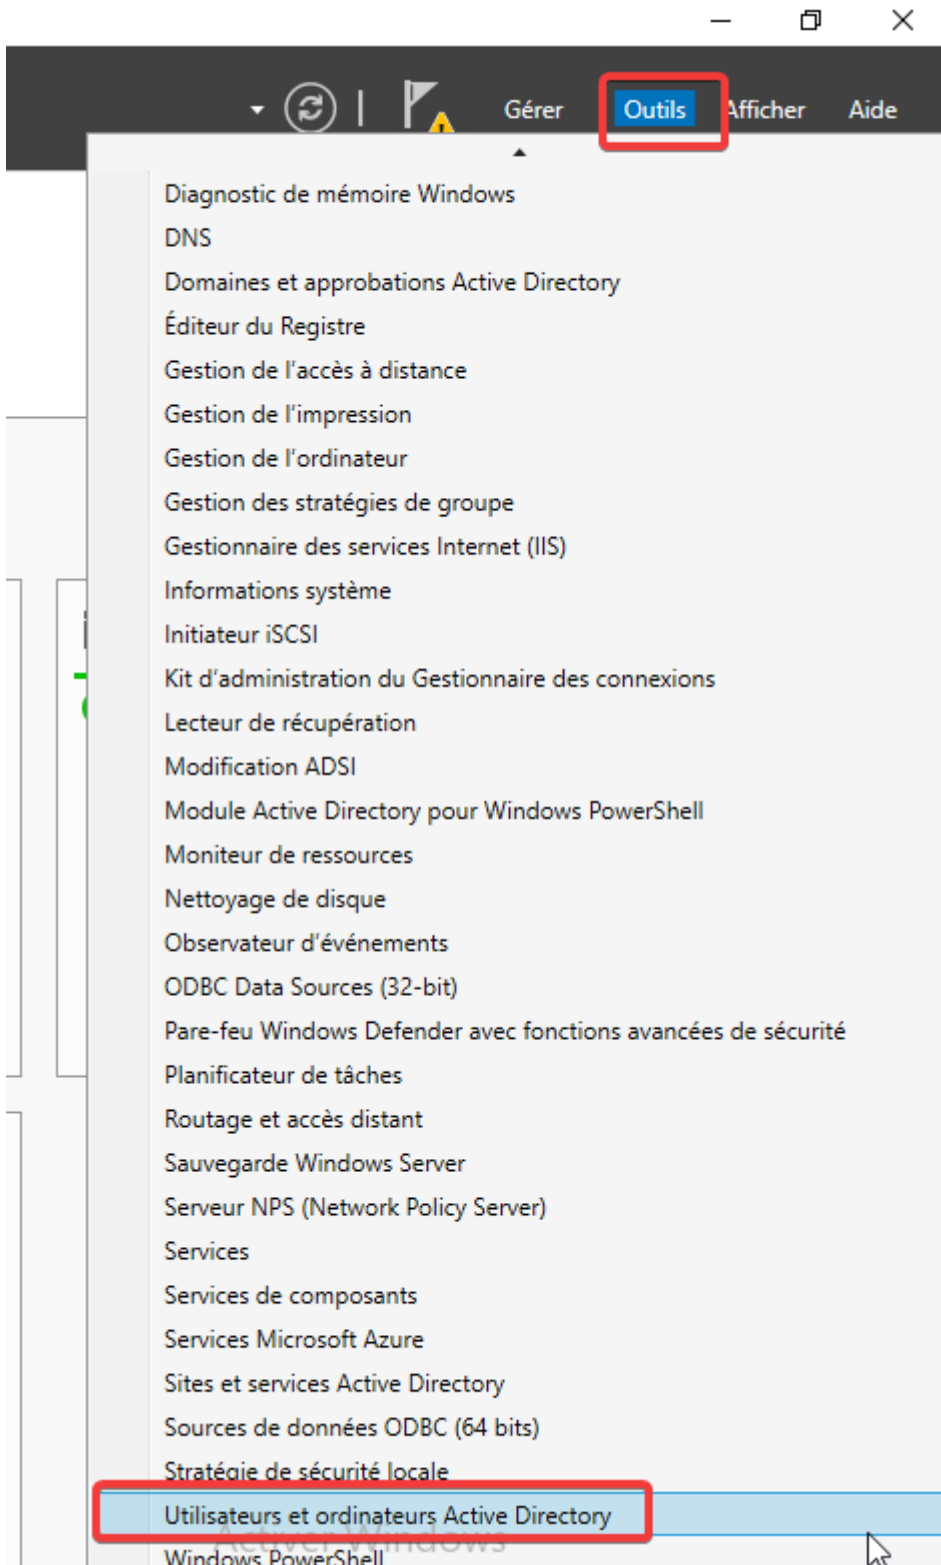 Gérer Outils Afficher Aide
Diagnostic de mémoire Windows
DNS
Domaines et approbations Active Directory
Éditeur du Registre
Gestion de l'accès à distance
Gestion de l'impression
Gestion de l'ordinateur
Gestion des stratégies de groupe
Gestionnaire des services Internet (IIS)
Informations système
Initiateur iSCSI
Kit d'administration du Gestionnaire des connexions
Lecteur de récupération
Modification ADSI
Module Active Directory pour Windows PowerShell
Moniteur de ressources
Nettoyage de disque
Observateur d'événements
ODBC Data Sources (32-bit)
Pare-feu Windows Defender avec fonctions avancées de sécurité
Planificateur de tâches
Routage et accès distant
Sauvegarde Windows Server
Serveur NPS (Network Policy Server)
Services
Services de composants
Services Microsoft Azure
Sites et services Active Directory
Sources de données ODBC (64 bits)
Stratégie de sécurité locale
Utilisateurs et ordinateurs Active Directory
Activer Windows
Windows PowerShell